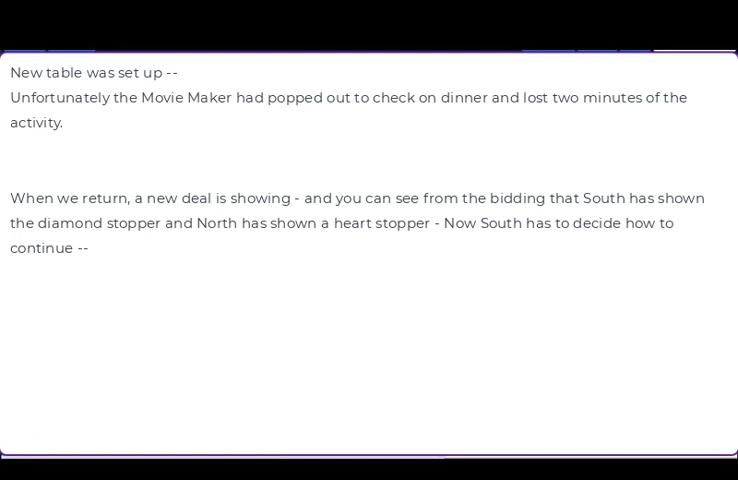 New table was set up --
Unfortunately the Movie Maker had popped out to check on dinner and lost two minutes of the
activity.
When we return, a new deal is showing - and you can see from the bidding that South has shown
the diamond stopper and North has shown a heart stopper - Now South has to decide how to
continue --